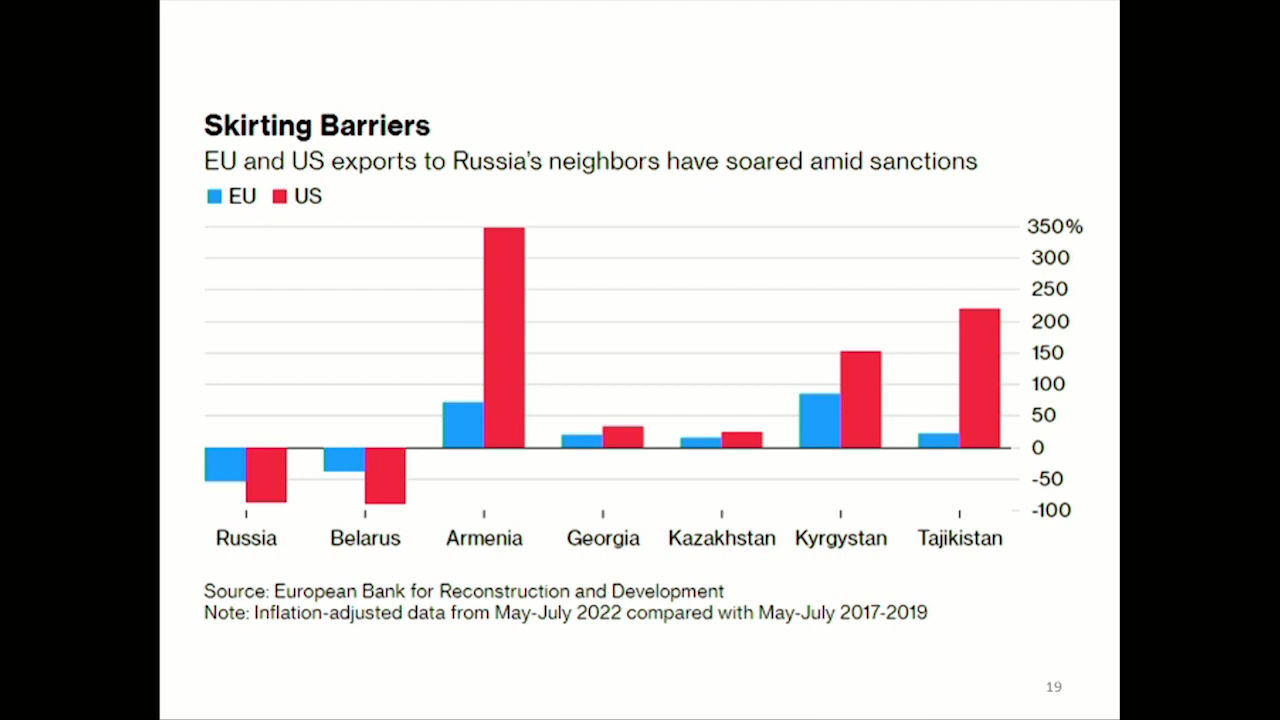 Skirting Barriers
EU and US exports to Russia's neighbors have soared amid sanctions
EU US
350%
300
250
200
150
100
50
0
-50
-100
Russia Belarus Armenia Georgia Kazakhstan Kyrgystan Tajikistan
Source: European Bank for Reconstruction and Development
Note: Inflation-adjusted data from May-July 2022 compared with May-July 2017-2019
19